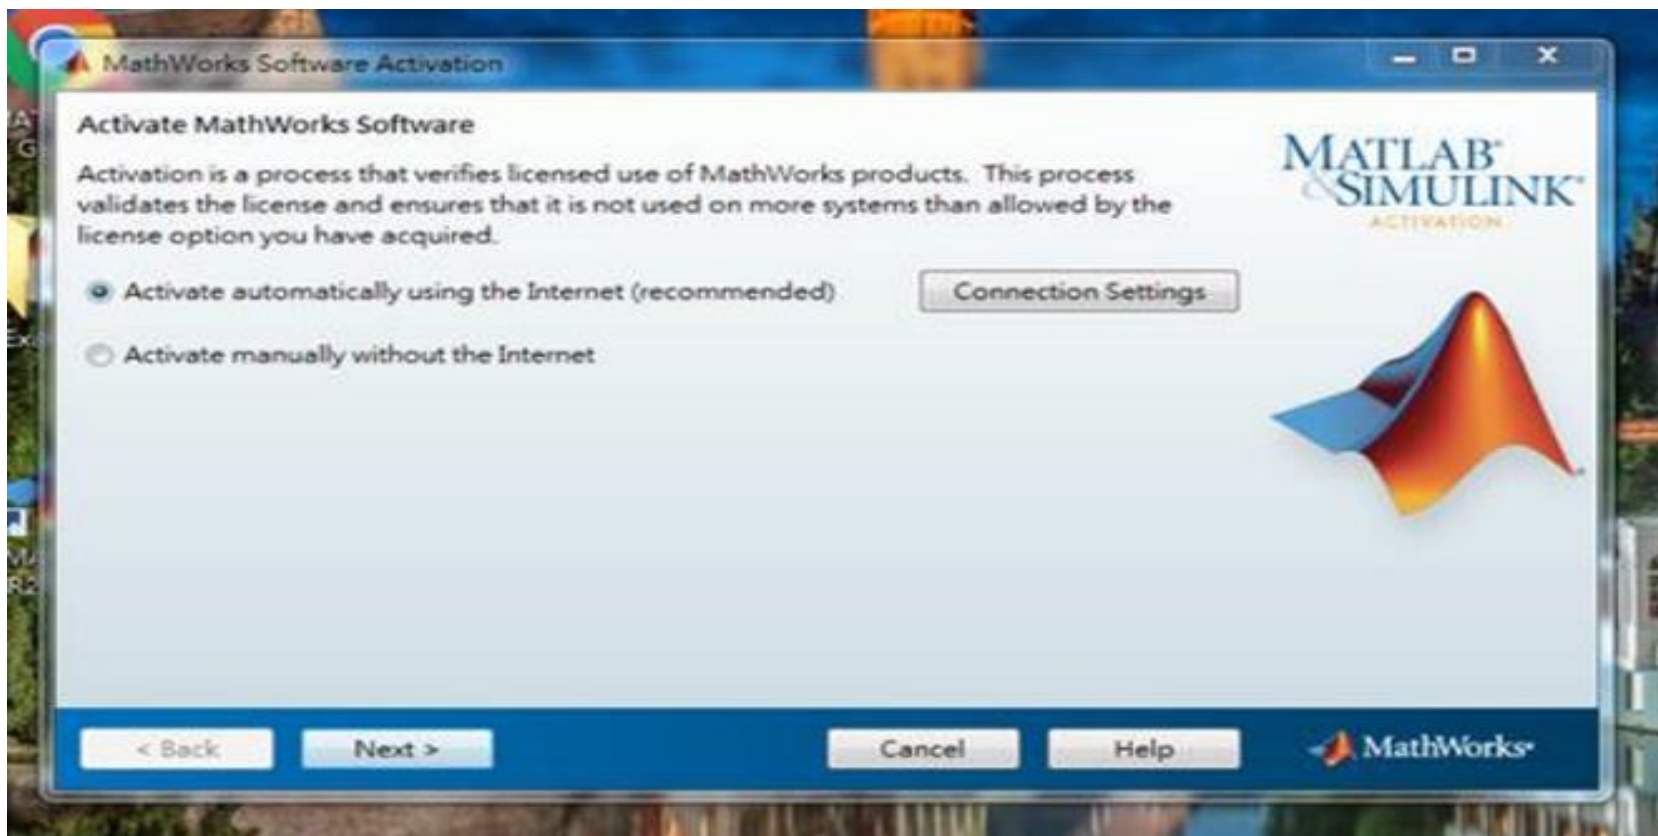 MathWorks Software Activation
Activate MathWorks Software
Activation is a process that verifies licensed use of MathWorks products. This process
validates the license and ensures that it is not used on more systems than allowed by the
license option you have acquired.
Activate automatically using the Internet (recommended)
Connection Settings
Activate manually without the Internet
MATLAB®
&SIMULINK®
ACTIVATION
< Back
Next >
Cancel
Help
MathWorks®